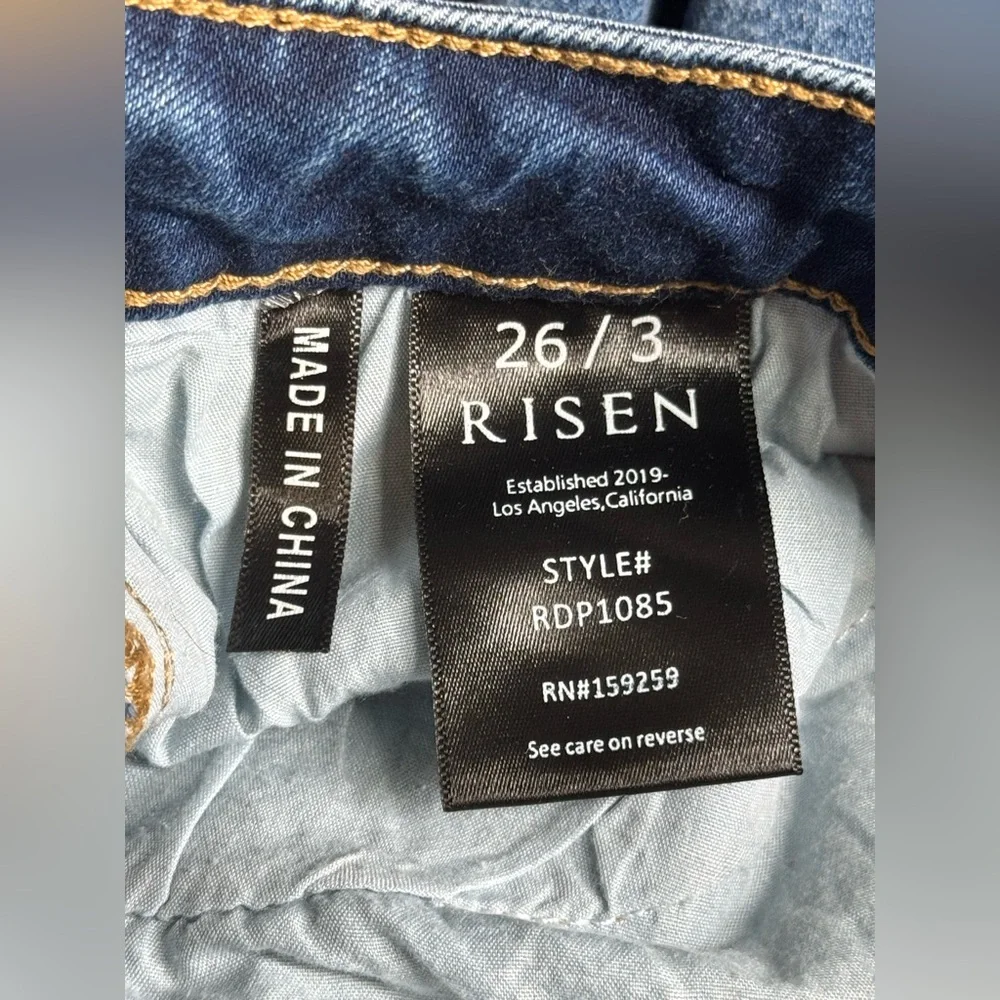 MADE IN CHINA
26 / 3
RISEN
Established 2019-
Los Angeles,California
STYLE#
RDP1085
RN#159259
See care on reverse